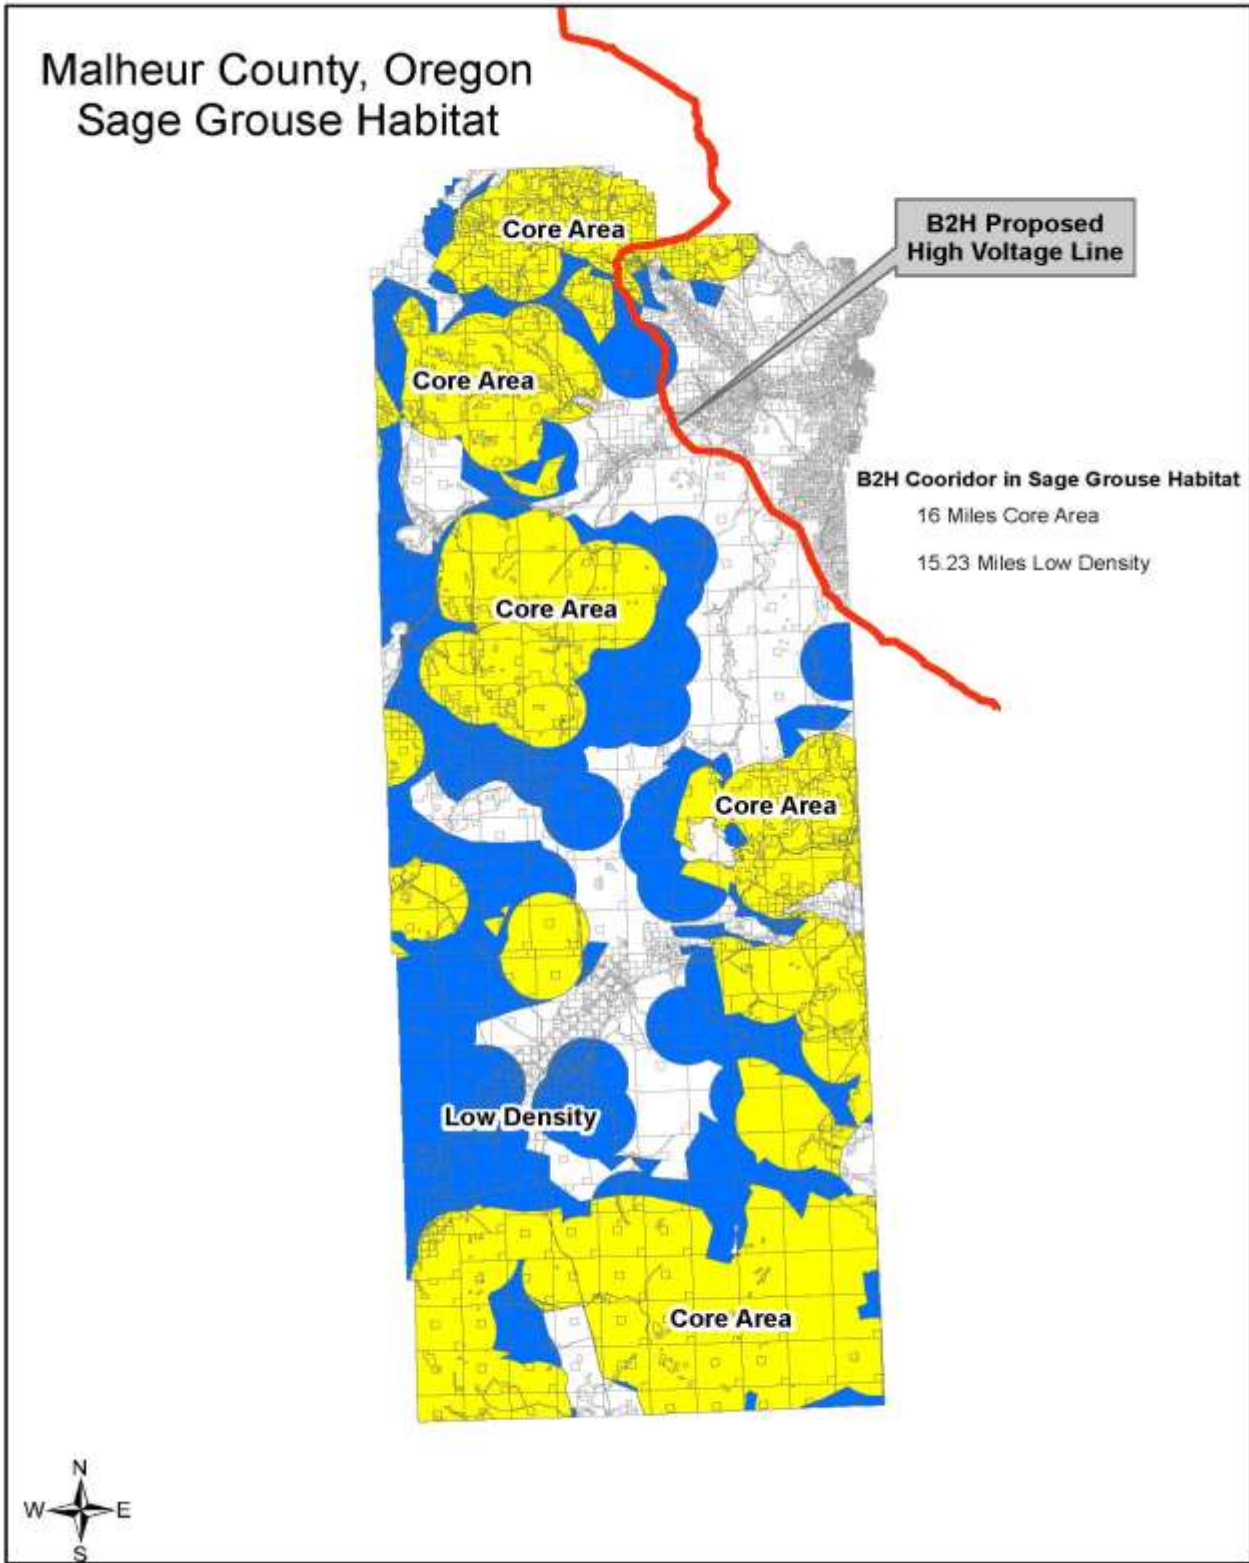 Malheur County, Oregon
Sage Grouse Habitat
Core Area
B2H Proposed
High Voltage Line
Core Area
B2H Cooridor in Sage Grouse Habitat
16 Miles Core Area
15.23 Miles Low Density
Core Area
Core Area
Low Density
Core Area
N
W
E
S